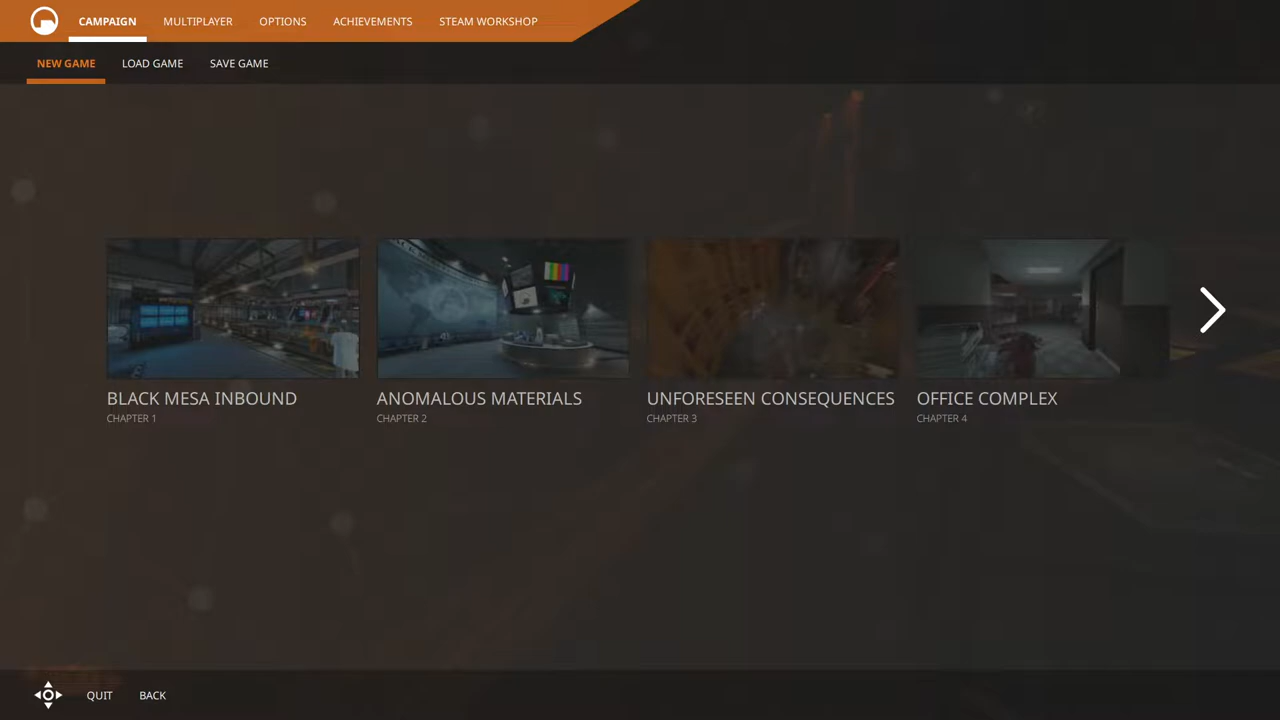 CAMPAIGN MULTIPLAYER OPTIONS ACHIEVEMENTS STEAM WORKSHOP
NEW GAME LOAD GAME SAVE GAME
BLACK MESA INBOUND
CHAPTER 1
ANOMALOUS MATERIALS
CHAPTER 2
UNFORESEEN CONSEQUENCES
CHAPTER 3
OFFICE COMPLEX
CHAPTER 4
QUIT BACK